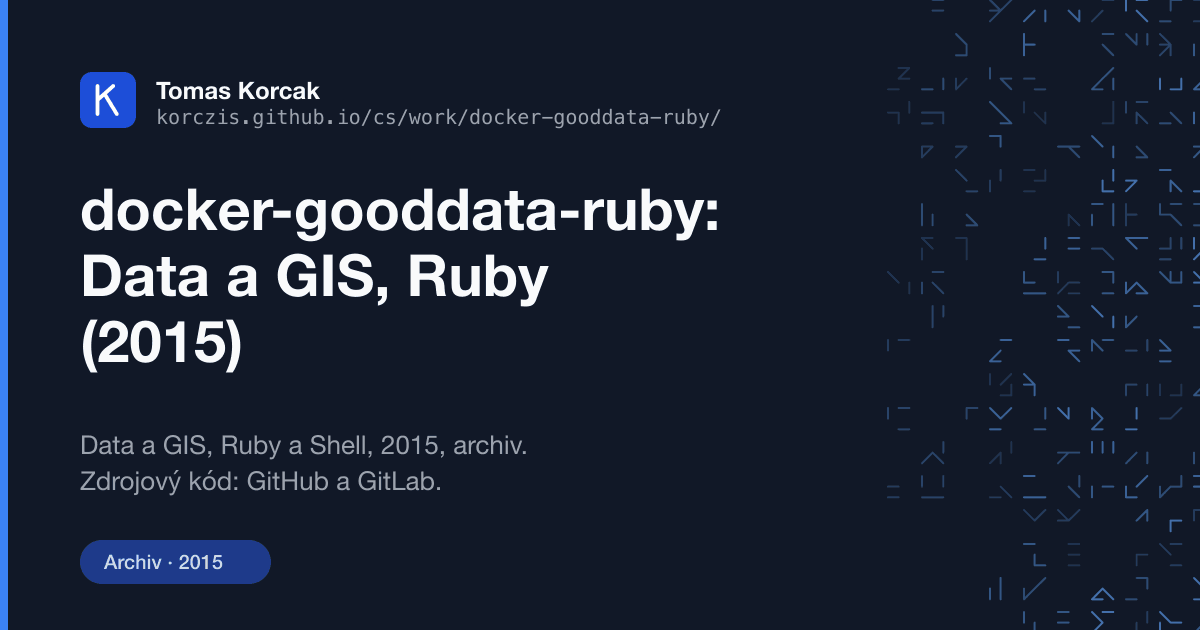 Tomas Korcak
korczis.github.io/cs/work/docker-gooddata-ruby/
docker-gooddata-ruby:
Data a GIS, Ruby
(2015)
Data a GIS, Ruby a Shell, 2015, archiv.
Zdrojový kód: GitHub a GitLab.
Archiv · 2015